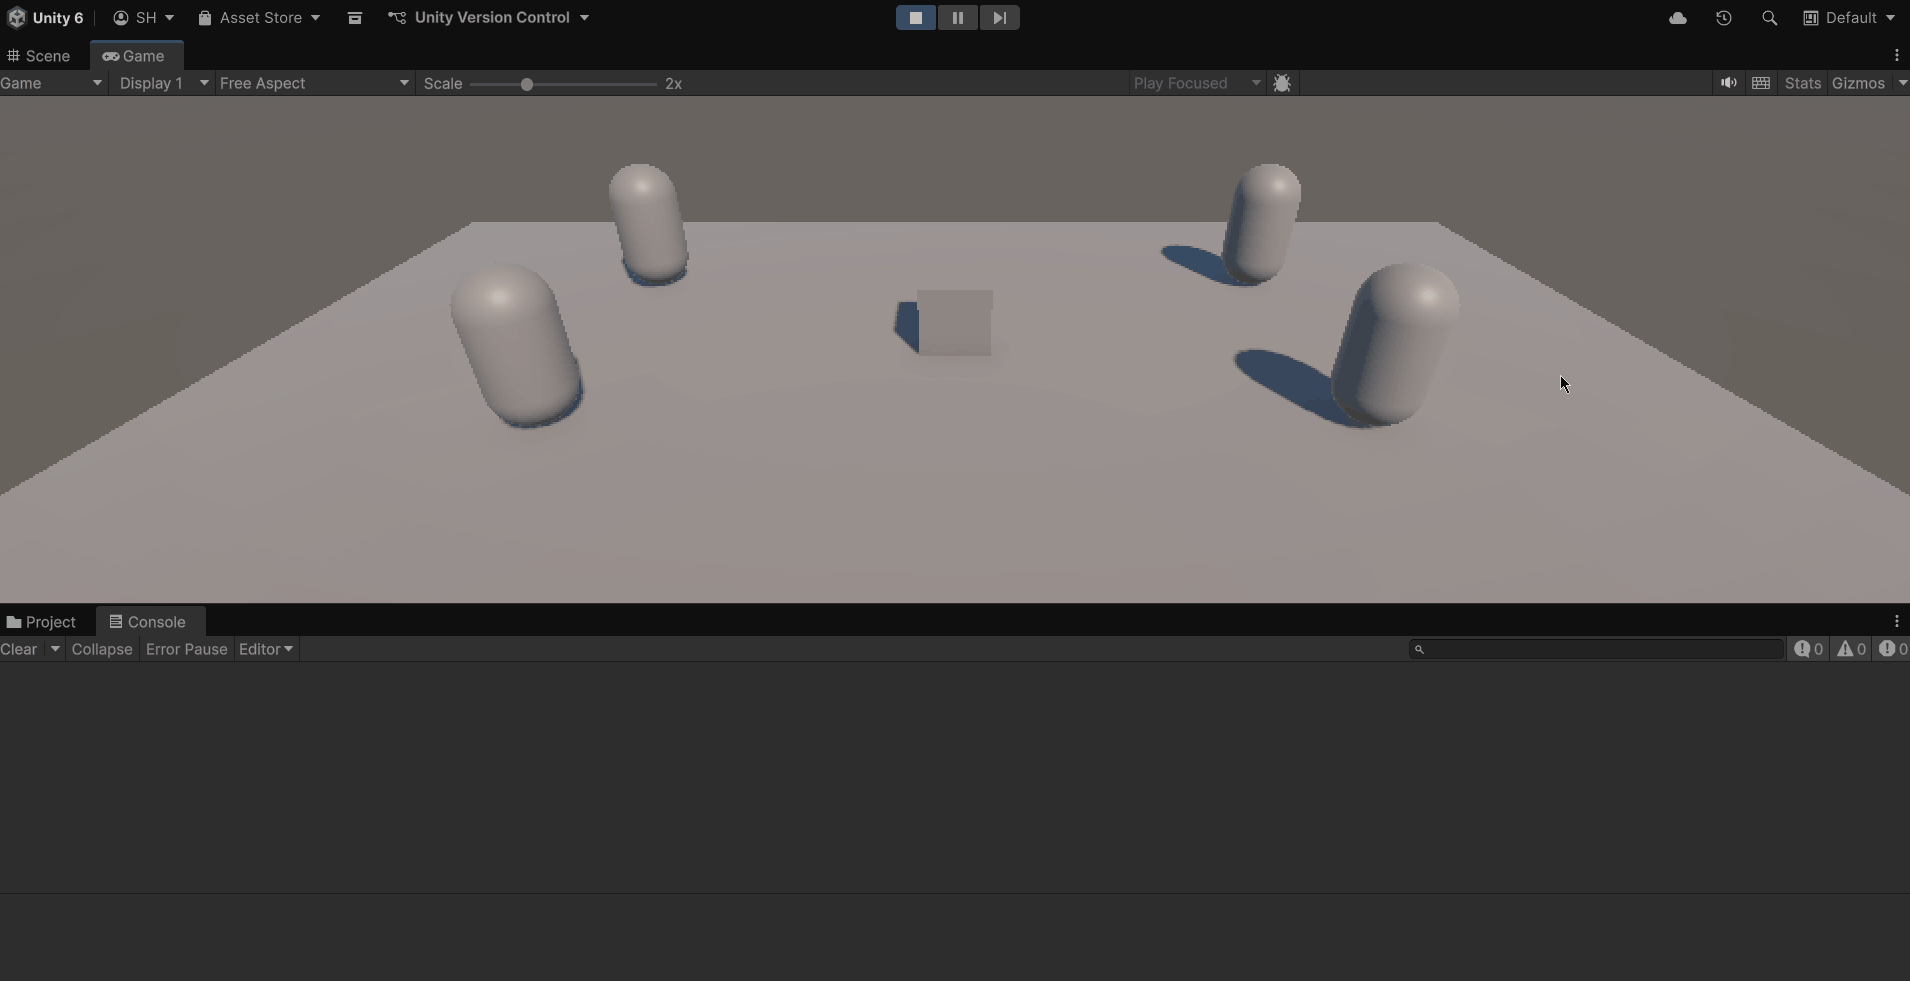 Unity 6 SH Asset Store Unity Version Control Default
Scene Game
Game Display 1 Free Aspect Scale 2x Play Focused Stats Gizmos
Project Console
Clear Collapse Error Pause Editor 0 0 0